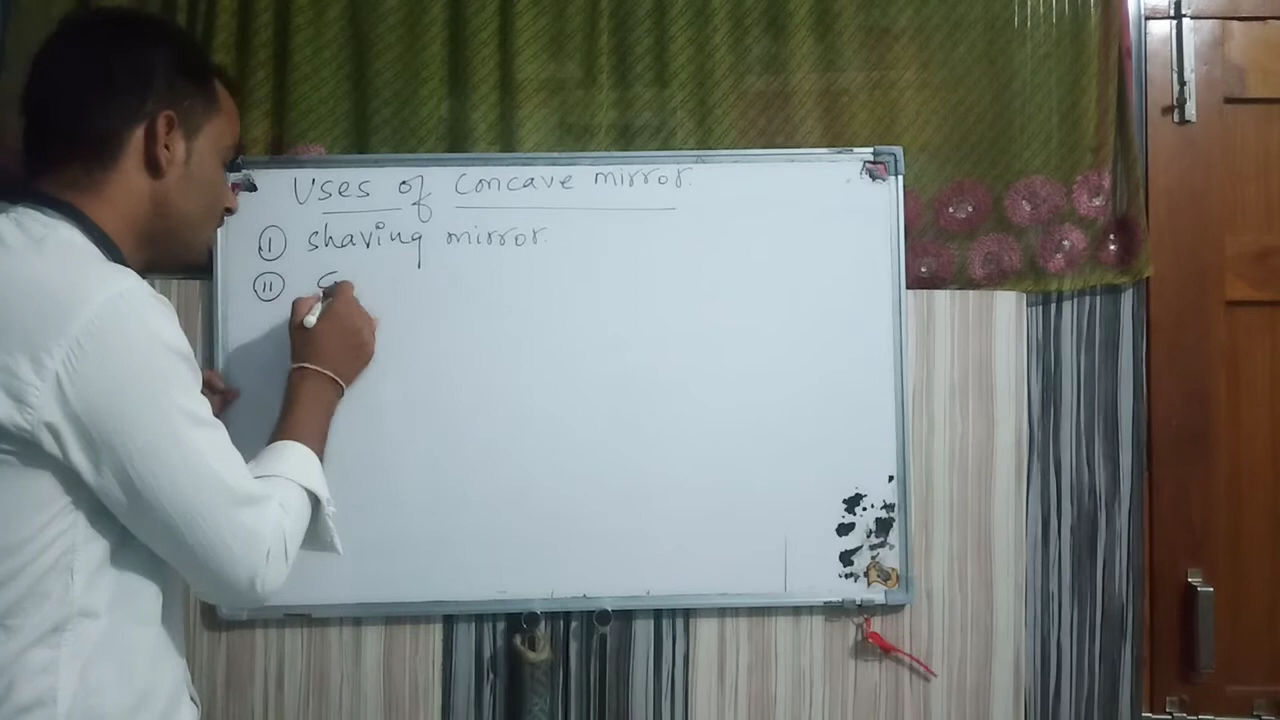 Uses of concave mirror.
(I) shaving mirror.
(II)